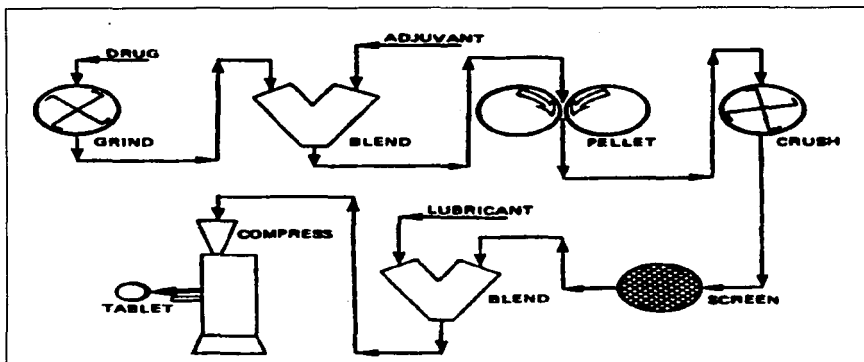 DRUG
ADJUVANT
GRIND
BLEND
PELLET
CRUSH
LUBRICANT
COMPRESS
BLEND
SCREEN
TABLET